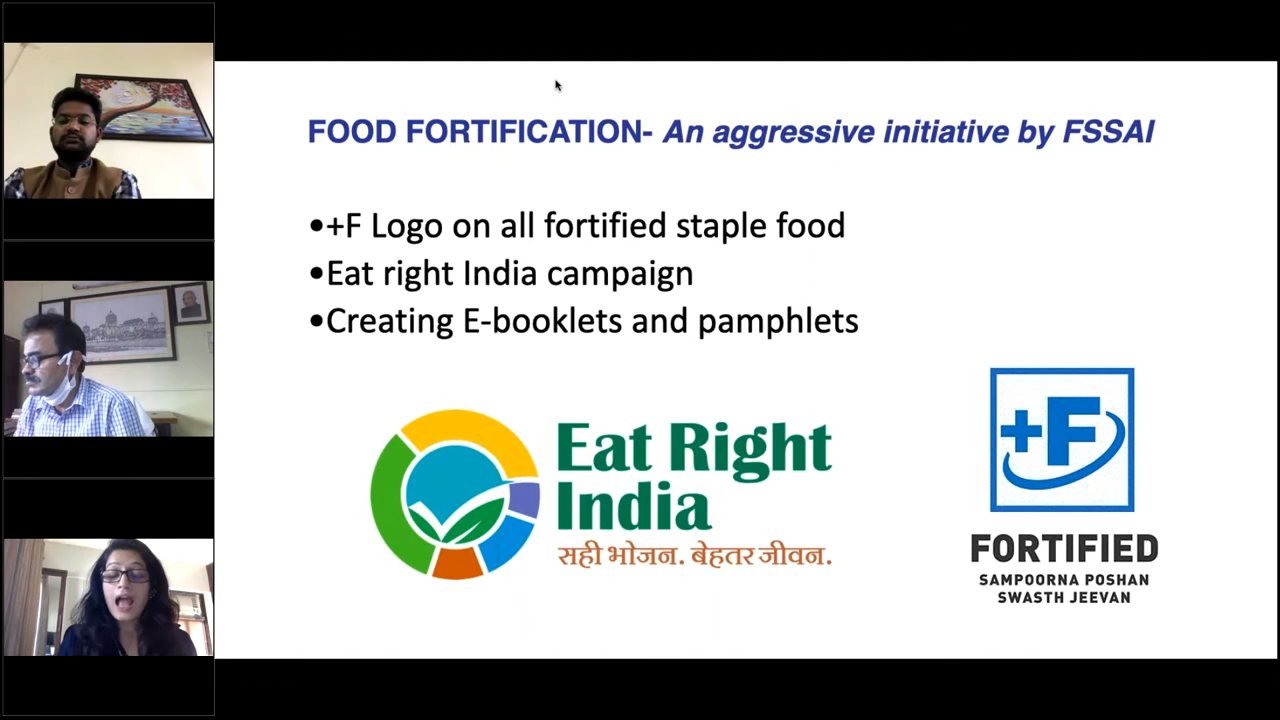 FOOD FORTIFICATION- An aggressive initiative by FSSAI
•+F Logo on all fortified staple food
•Eat right India campaign
•Creating E-booklets and pamphlets
Eat Right
India
सही भोजन. बेहतर जीवन.
+F
FORTIFIED
SAMPOORNA POSHAN
SWASTH JEEVAN